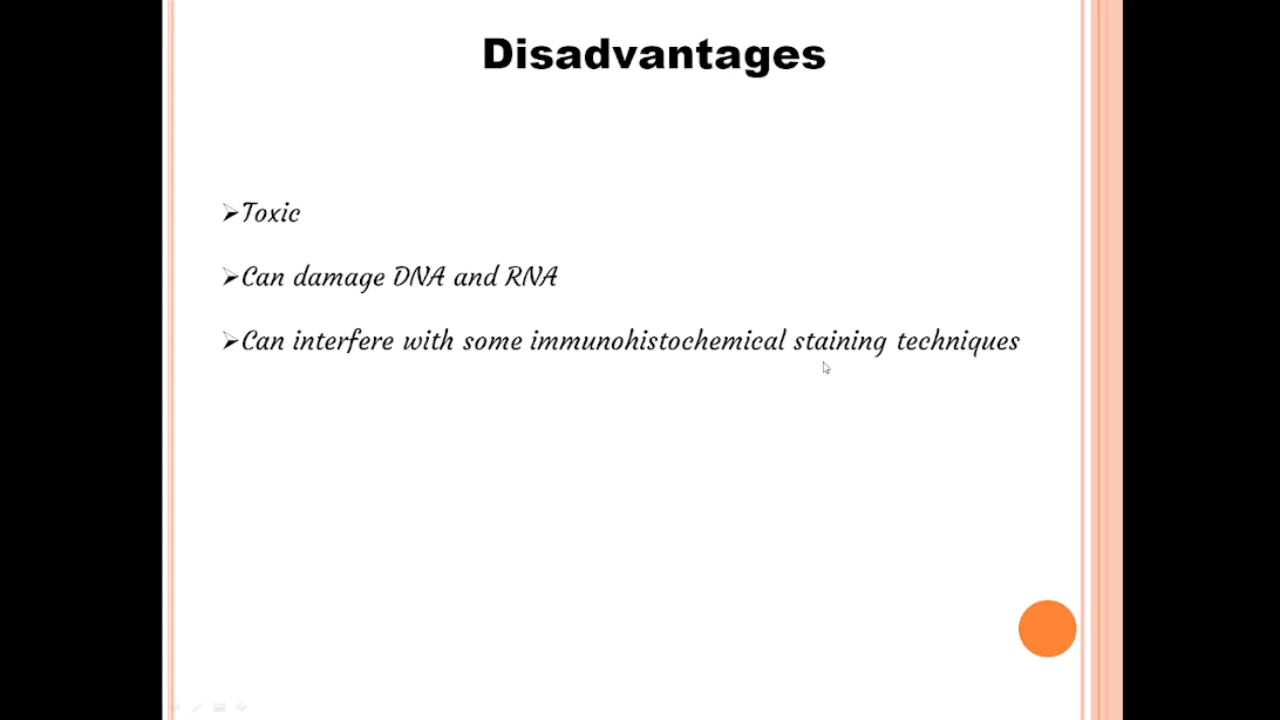 Disadvantages
➢Toxic
➢Can damage DNA and RNA
➢Can interfere with some immunohistochemical staining techniques